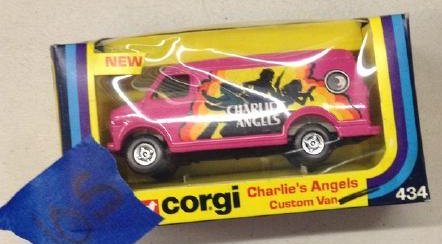 NEW
CHARLIE'S
ANGELS
corgi
Charlie's Angels
Custom Van
434